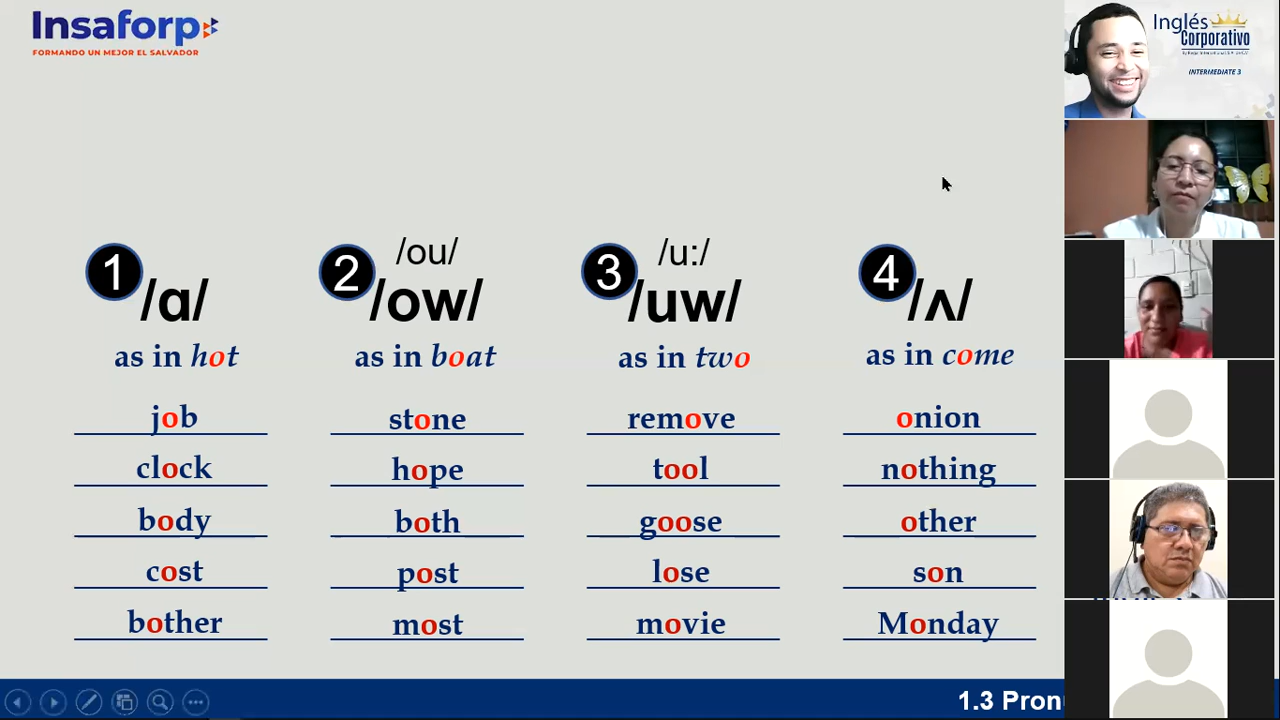 Insaforp
FORMANDO UN MEJOR EL SALVADOR
Inglés
Corporativo
INTERMEDIATE 3
1
/ɑ/
as in hot
job
clock
body
cost
bother
2
/ou/
/ow/
as in boat
stone
hope
both
post
most
3
/u:/
/uw/
as in two
remove
tool
goose
lose
movie
4
/ʌ/
as in come
onion
nothing
other
son
Monday
1.3 Pron